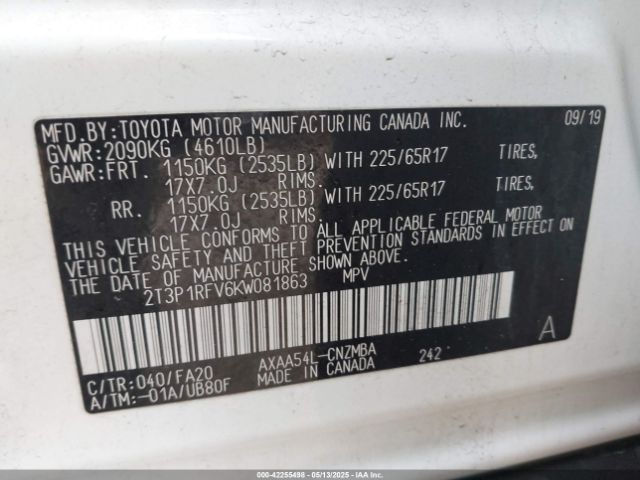 MFD.BY:TOYOTA MOTOR MANUFACTURING CANADA INC. 09/19
GVWR:2090KG (4610LB)
GAWR:FRT. 1150KG (2535LB) WITH 225/65R17 TIRES,
17X7.0J RIMS.
RR. 1150KG (2535LB) WITH 225/65R17 TIRES,
17X7.0J RIMS.
THIS VEHICLE CONFORMS TO ALL APPLICABLE FEDERAL MOTOR
VEHICLE SAFETY AND THEFT PREVENTION STANDARDS IN EFFECT ON
THE DATE OF MANUFACTURE SHOWN ABOVE.
2T3P1RFV6KW081863 MPV
A
C/TR:040/FA20 AXAA54L-CNZMBA 242
A/TM:-01A/UB80F MADE IN CANADA
000-42255498 - 05/13/2025 - IAAI.CA